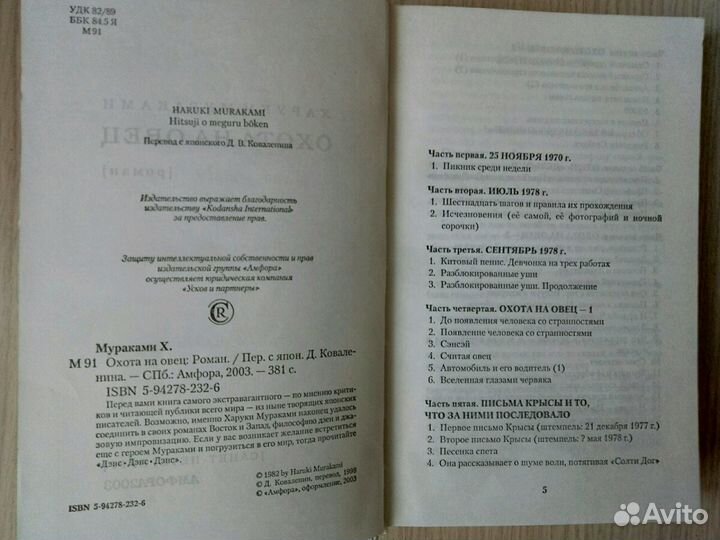 УДК 82/89
ББК 84.5 Я
М 91
HARUKI MURAKAMI
Hitsuji o meguru bōken
Перевод с японского Д. В. Коваленина
Издательство выражает благодарность
издательству «Kodansha International»
за предоставление прав.
Защиту интеллектуальной собственности и прав
издательской группы «Амфора»
осуществляет юридическая компания
«Усков и партнеры»
Мураками Х.
М 91 Охота на овец: Роман. / Пер. с япон. Д. Ковале-
нина. — СПб.: Амфора, 2003. — 381 с.
ISBN 5-94278-232-6
Перед вами книга самого экстравагантного — по мнению крити-
ков и читающей публики всего мира — из ныне творящих японских
писателей. Возможно, именно Харуки Мураками наконец удалось
соединить в своих романах Восток и Запад, философию дзен и джа-
зовую импровизацию. Если у вас возникает желание встретиться
еще с героем Мураками и погрузиться в его мир, тогда прочитайте
«Дэнс • Дэнс • Дэнс».
© 1982 by Haruki Murakami
© Д. Коваленин, перевод, 1998
© «Амфора», оформление, 2003
ISBN 5-94278-232-6
Часть первая. 25 НОЯБРЯ 1970 г.
1. Пикник среди недели
Часть вторая. ИЮЛЬ 1978 г.
1. Шестнадцать шагов и правила их прохождения
2. Исчезновения (её самой, её фотографий и ночной
сорочки)
Часть третья. СЕНТЯБРЬ 1978 г.
1. Китовый пенис. Девчонка на трех работах
2. Разблокированные уши
3. Разблокированные уши. Продолжение
Часть четвертая. ОХОТА НА ОВЕЦ — 1
1. До появления человека со странностями
2. Появление человека со странностями
3. Сэнсэй
4. Считая овец
5. Автомобиль и его водитель (1)
6. Вселенная глазами червяка
Часть пятая. ПИСЬМА КРЫСЫ И ТО,
ЧТО ЗА НИМИ ПОСЛЕДОВАЛО
1. Первое письмо Крысы (штемпель: 21 декабря 1977 г.)
2. Второе письмо Крысы (штемпель: ? мая 1978 г.)
3. Песенка спета
4. Она рассказывает о шуме волн, потягивая «Солти Дог»
5
Avito